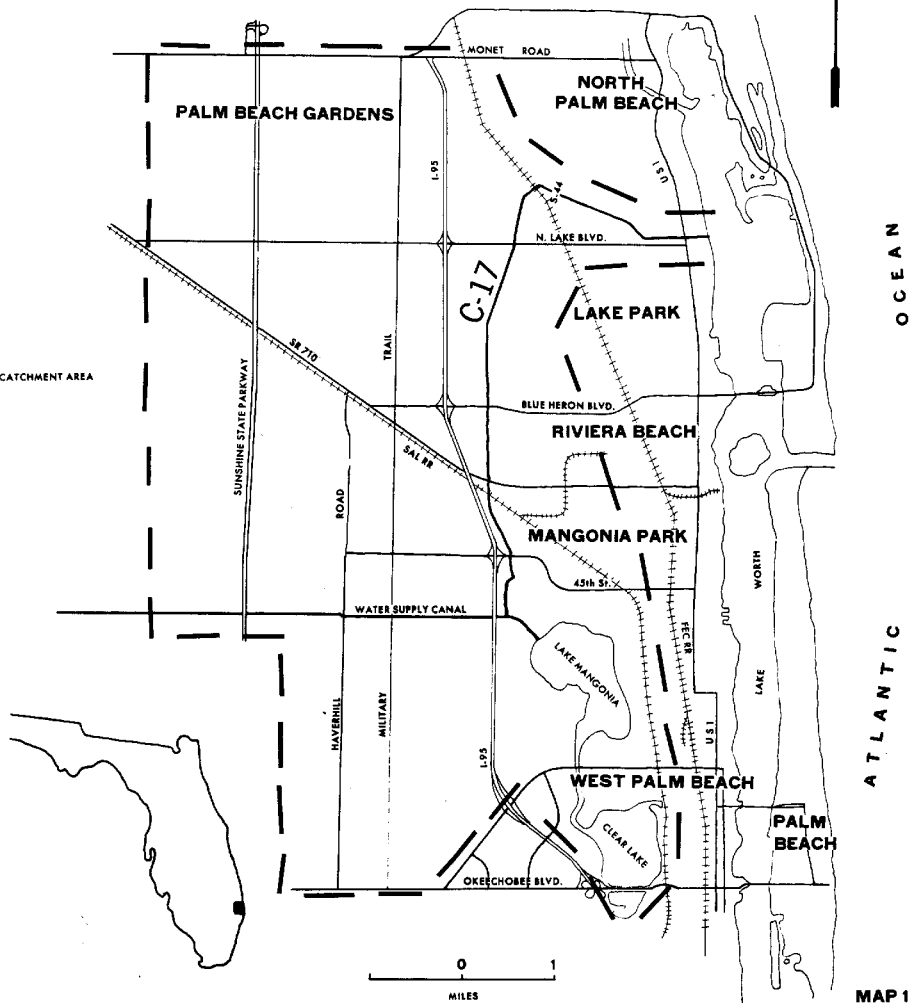 MONET ROAD
NORTH
PALM BEACH
PALM BEACH GARDENS
I-95
US I
S-44
N. LAKE BLVD.
C-17
LAKE PARK
OCEAN
SR 710
TRAIL
CATCHMENT AREA
SUNSHINE STATE PARKWAY
BLUE HERON BLVD.
RIVIERA BEACH
SAL RR
ROAD
MANGONIA PARK
45th St.
WORTH
WATER SUPPLY CANAL
FEC RR
LAKE MANGONIA
LAKE
ATLANTIC
HAVERHILL
MILITARY
US I
I-95
WEST PALM BEACH
PALM
BEACH
CLEAR LAKE
OKEECHOBEE BLVD.
0 1
MILES
MAP 1